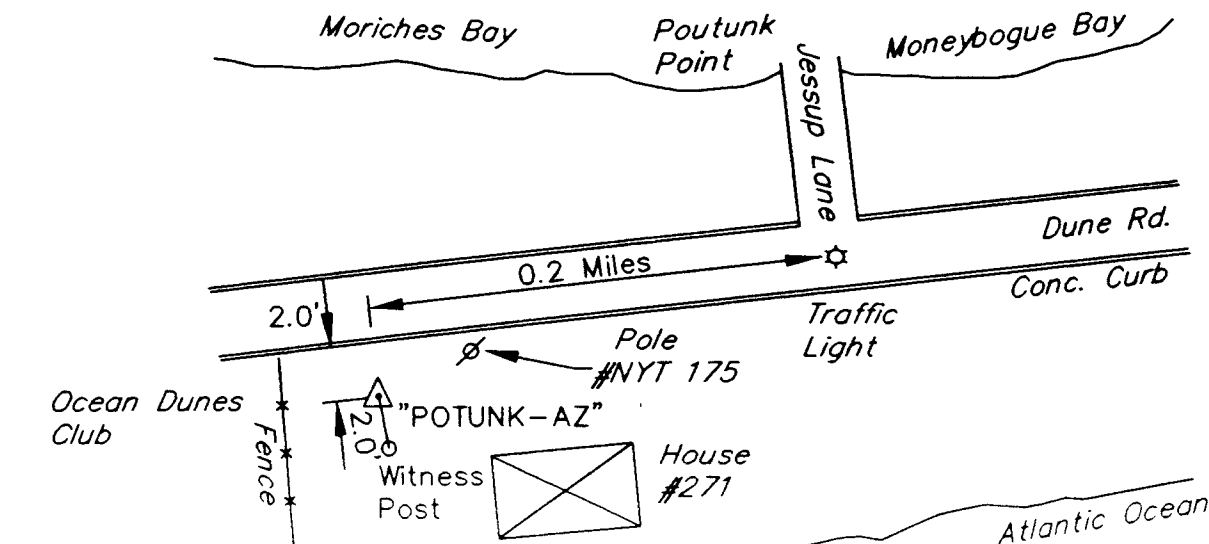 Moriches Bay
Poutunk
Point
Moneybogue Bay
Jessup Lane
Dune Rd.
0.2 Miles
Conc. Curb
2.0'
Traffic
Light
Pole
#NYT 175
Ocean Dunes
Club
"POTUNK-AZ"
2.0'
Fence
Witness
Post
House
#271
Atlantic Ocean